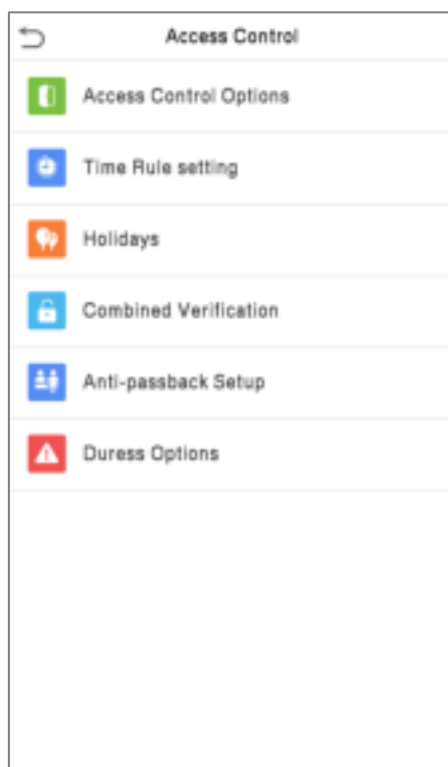 Access Control
Access Control Options
Time Rule setting
Holidays
Combined Verification
Anti-passback Setup
Duress Options